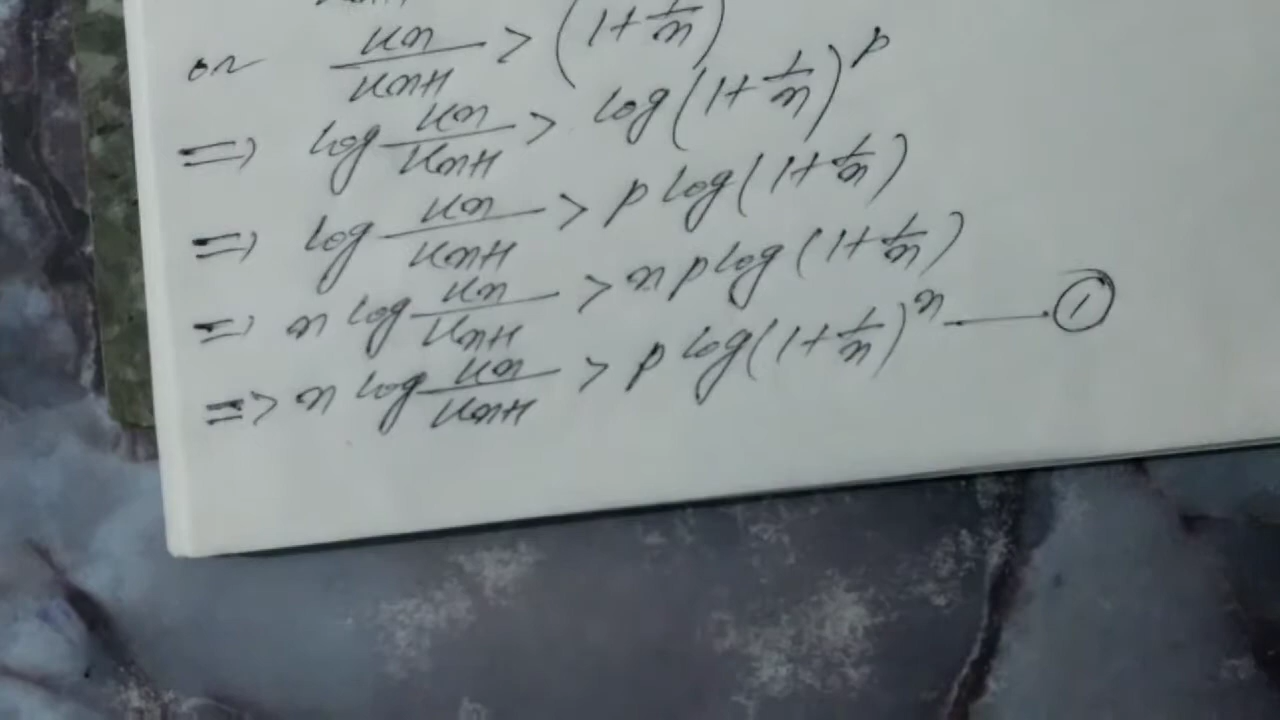 or un/un+1 > (1+1/n)
=> log un/un+1 > log(1+1/n)^p
=> log un/un+1 > p log(1+1/n)
=> n log un/un+1 > n p log(1+1/n)
=> n log un/un+1 > p log(1+1/n)^n —— ①